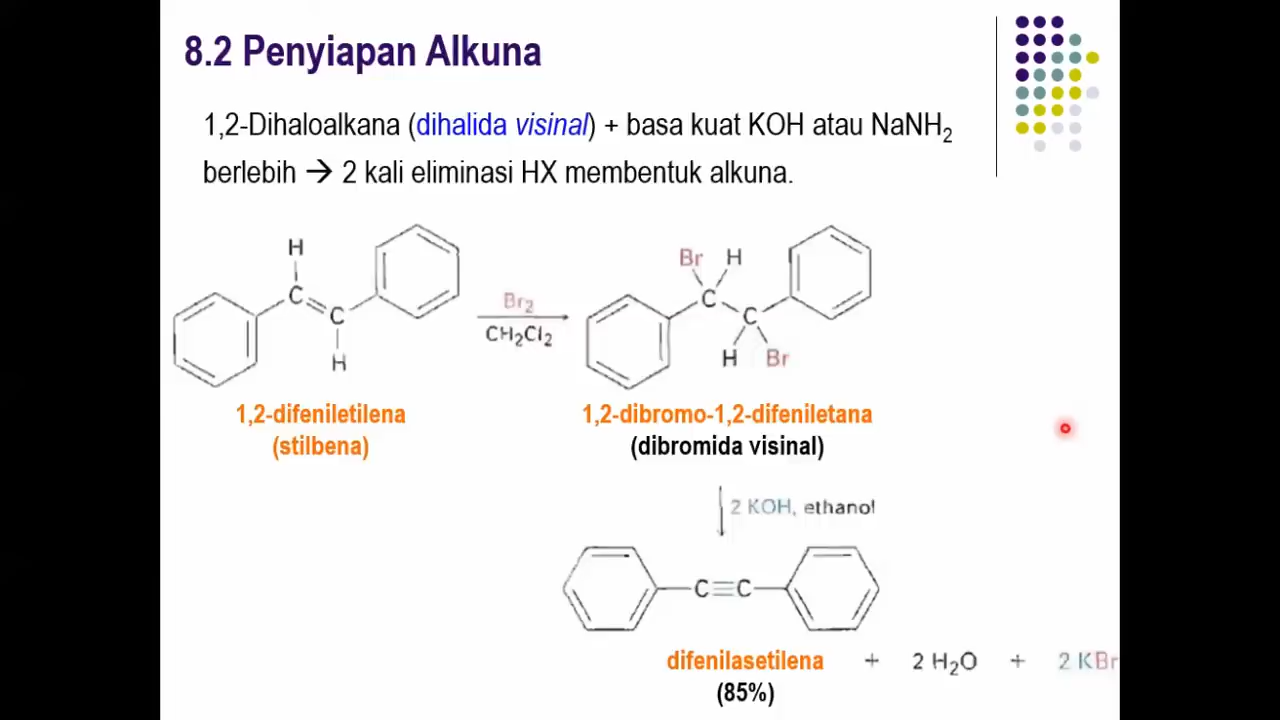 8.2 Penyiapan Alkuna
1,2-Dihaloalkana (dihalida visinal) + basa kuat KOH atau NaNH₂
berlebih → 2 kali eliminasi HX membentuk alkuna.
H
C
C
H
Br₂
CH₂Cl₂
Br H
C
C
H Br
1,2-difeniletilena
(stilbena)
1,2-dibromo-1,2-difeniletana
(dibromida visinal)
2 KOH, ethanol
C≡C
difenilasetilena + 2 H₂O + 2 KBr
(85%)